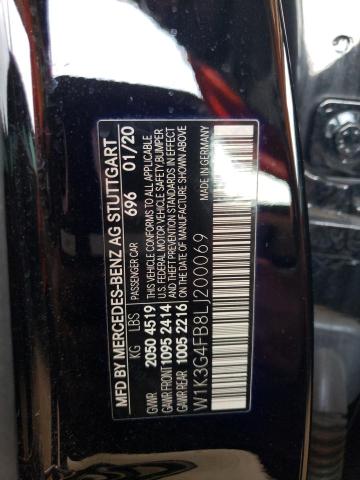 MFD BY MERCEDES-BENZ AG STUTTGART
PASSENGER CAR 696 01/20
KG LBS
2050 4519
GAWR FRONT 1095 2414
GAWR REAR 1005 2216
THIS VEHICLE CONFORMS TO ALL APPLICABLE
U.S. FEDERAL MOTOR VEHICLE SAFETY,BUMPER
AND THEFT PREVENTION STANDARDS IN EFFECT
ON THE DATE OF MANUFACTURE SHOWN ABOVE
W1K3G4FB8LJ200069
MADE IN GERMANY